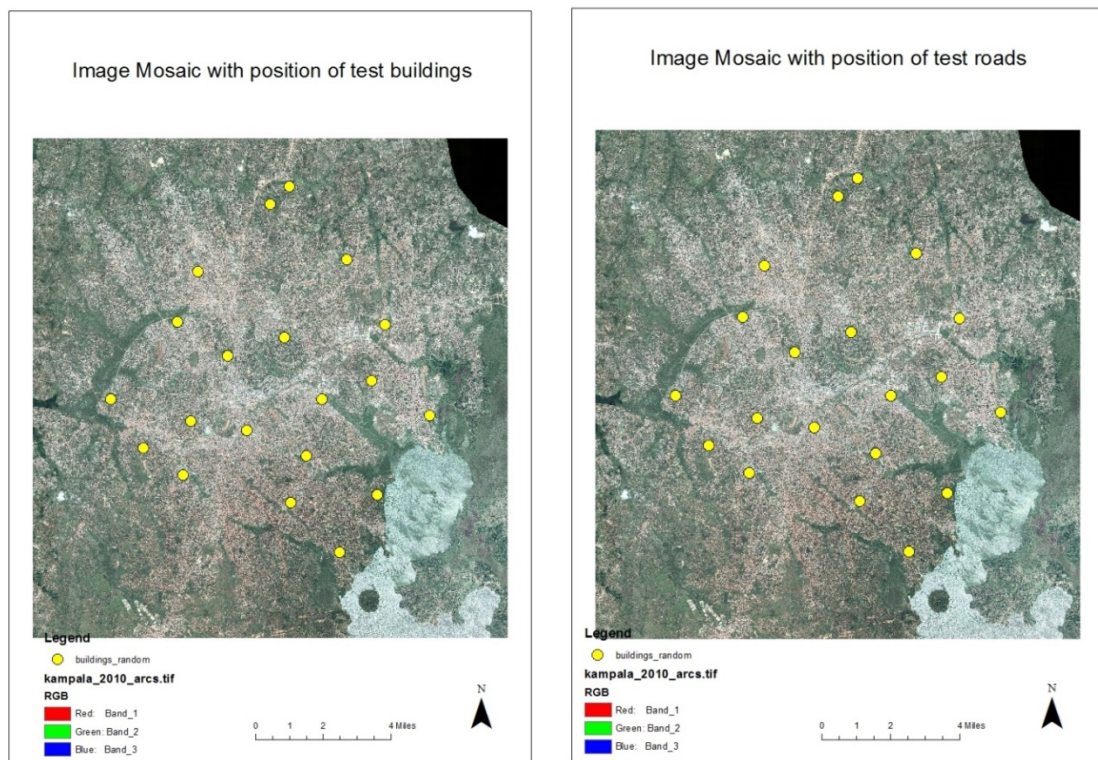 Image Mosaic with position of test buildings
Legend
buildings_random
kampala_2010_arcs.tif
RGB
Red: Band_1
Green: Band_2
Blue: Band_3
0 1 2 4 Miles
N
Image Mosaic with position of test roads
Legend
buildings_random
kampala_2010_arcs.tif
RGB
Red: Band_1
Green: Band_2
Blue: Band_3
0 1 2 4 Miles
N